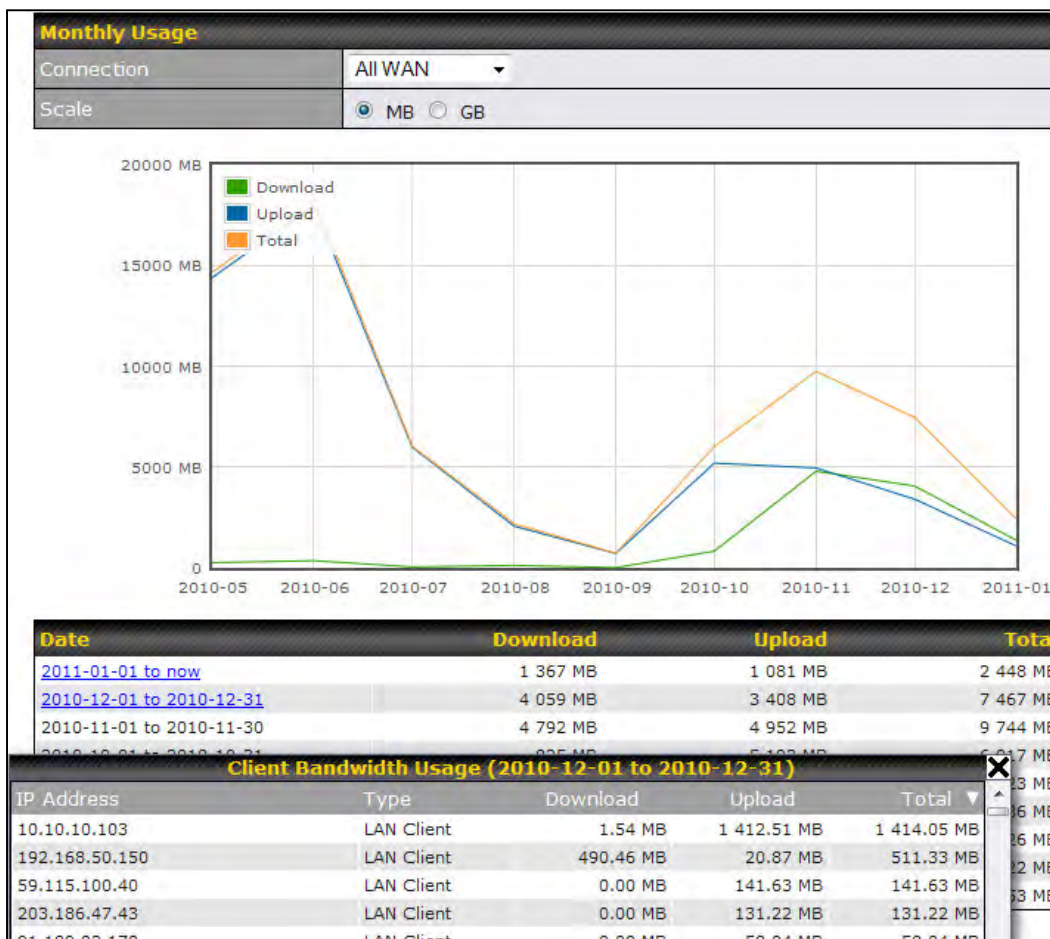 Monthly Usage
Connection All WAN
Scale MB GB
20000 MB
Download
Upload
Total
15000 MB
10000 MB
5000 MB
0
2010-05 2010-06 2010-07 2010-08 2010-09 2010-10 2010-11 2010-12 2011-01
Date Download Upload Tota
2011-01-01 to now 1 367 MB 1 081 MB 2 448 MB
2010-12-01 to 2010-12-31 4 059 MB 3 408 MB 7 467 MB
2010-11-01 to 2010-11-30 4 792 MB 4 952 MB 9 744 MB
Client Bandwidth Usage (2010-12-01 to 2010-12-31)
IP Address Type Download Upload Total ▼
10.10.10.103 LAN Client 1.54 MB 1 412.51 MB 1 414.05 MB
192.168.50.150 LAN Client 490.46 MB 20.87 MB 511.33 MB
59.115.100.40 LAN Client 0.00 MB 141.63 MB 141.63 MB
203.186.47.43 LAN Client 0.00 MB 131.22 MB 131.22 MB